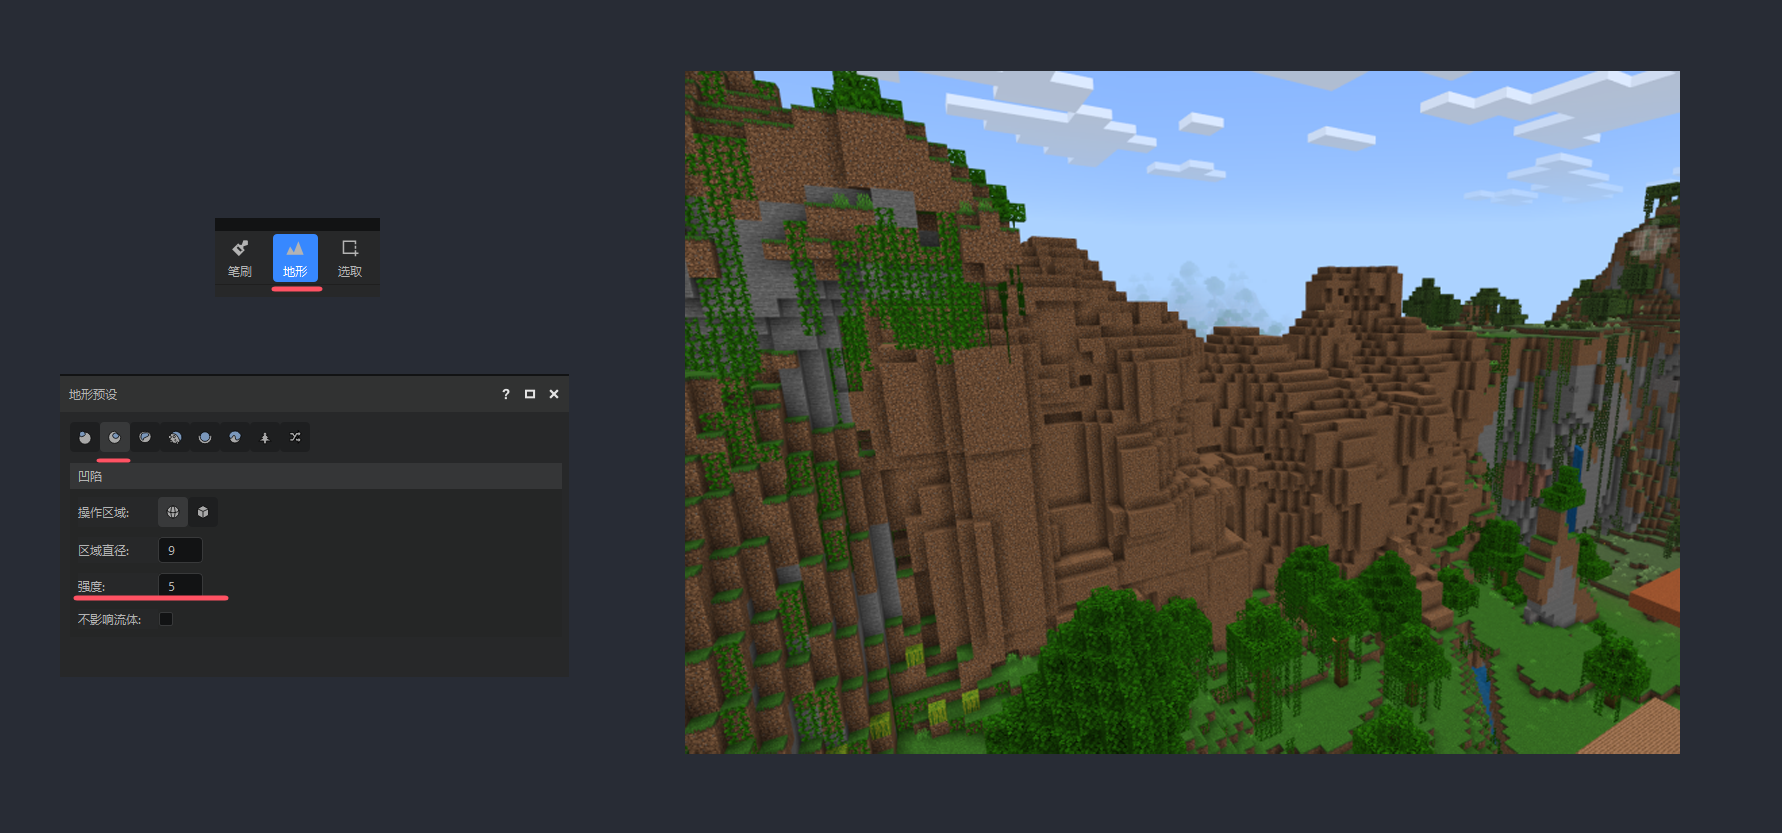 笔刷 地形 选取
地形预设
凹陷
操作区域:
区域直径: 9
强度: 5
不影响流体: